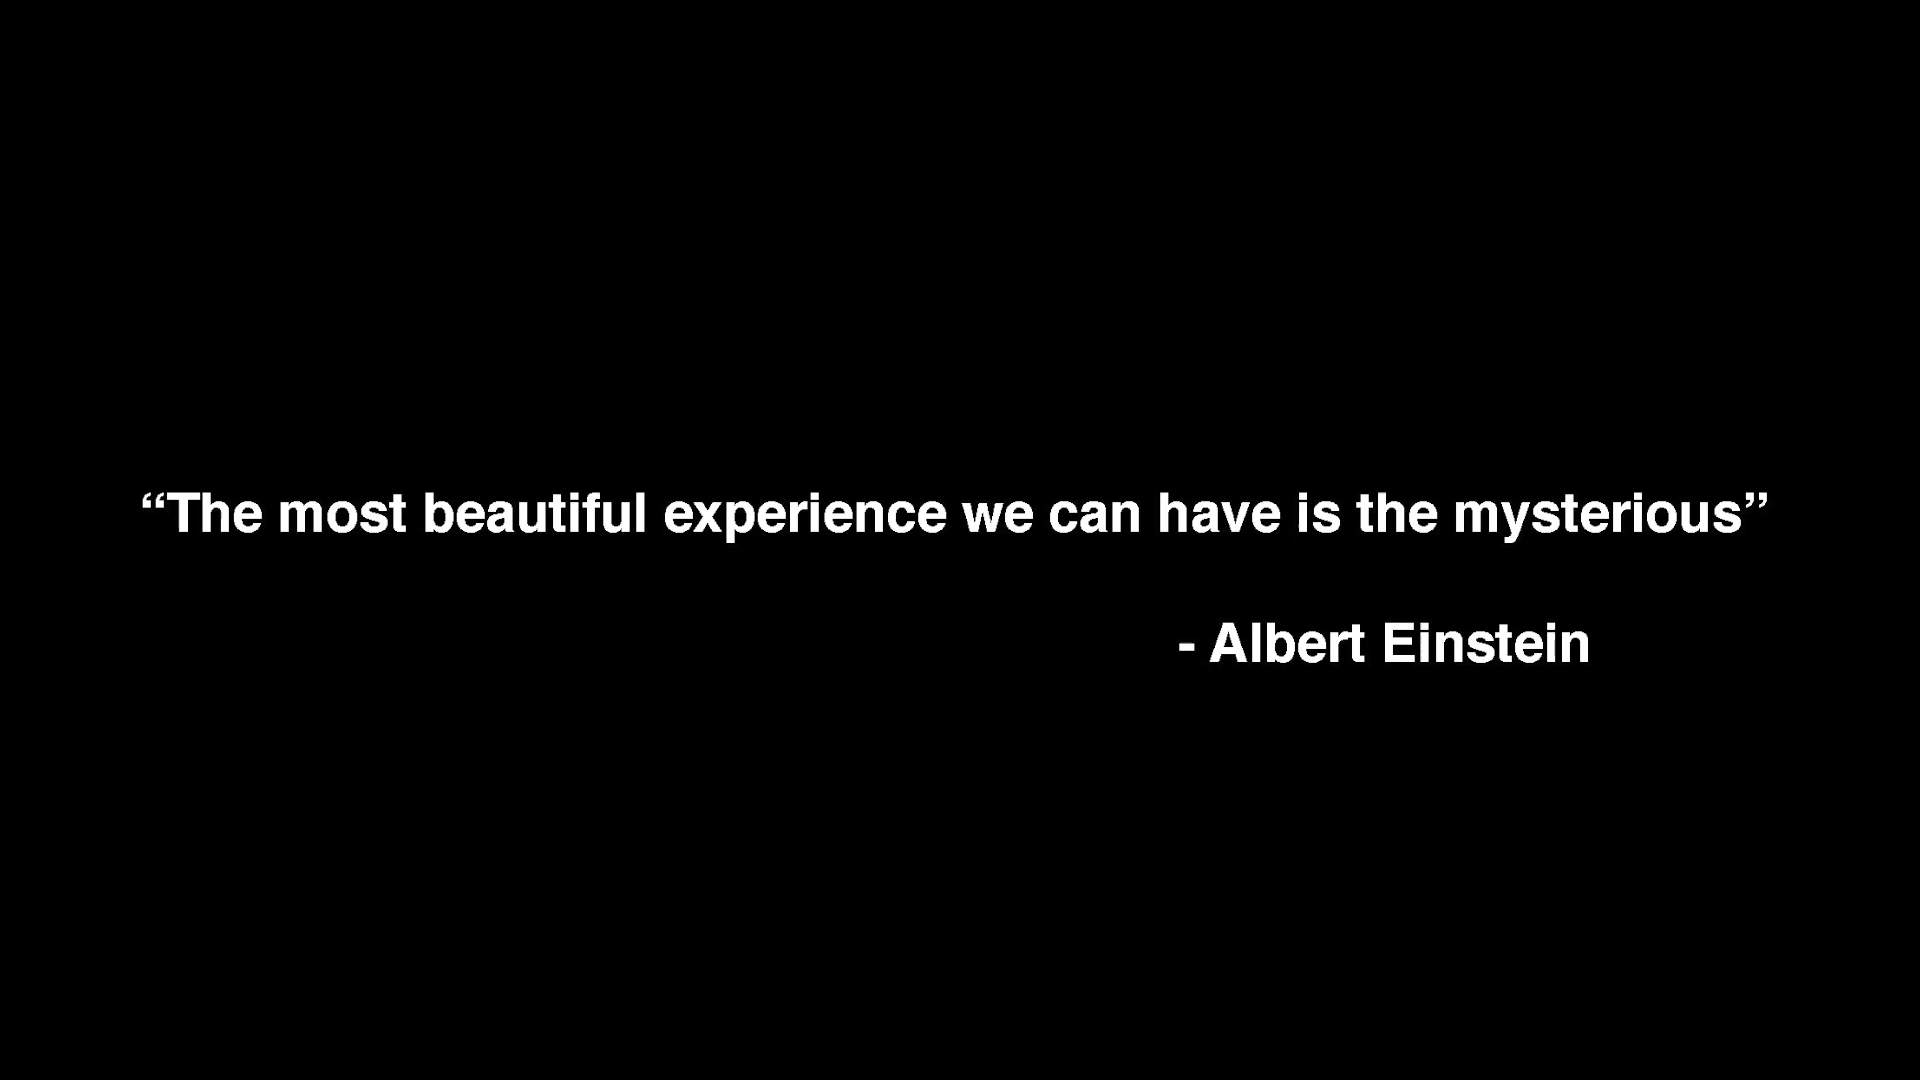 “The most beautiful experience we can have is the mysterious”
- Albert Einstein